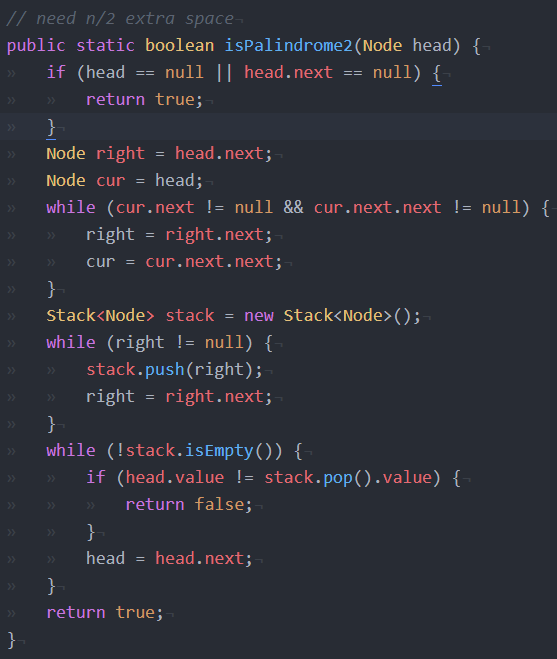 // need n/2 extra space¬
public static boolean isPalindrome2(Node head) {¬
»   if (head == null || head.next == null) {¬
»   »   return true;¬
»   }¬
»   Node right = head.next;¬
»   Node cur = head;¬
»   while (cur.next != null && cur.next.next != null) {¬
»   »   right = right.next;¬
»   »   cur = cur.next.next;¬
»   }¬
»   Stack<Node> stack = new Stack<Node>();¬
»   while (right != null) {¬
»   »   stack.push(right);¬
»   »   right = right.next;¬
»   }¬
»   while (!stack.isEmpty()) {¬
»   »   if (head.value != stack.pop().value) {¬
»   »   »   return false;¬
»   »   }¬
»   »   head = head.next;¬
»   }¬
»   return true;¬
}¬